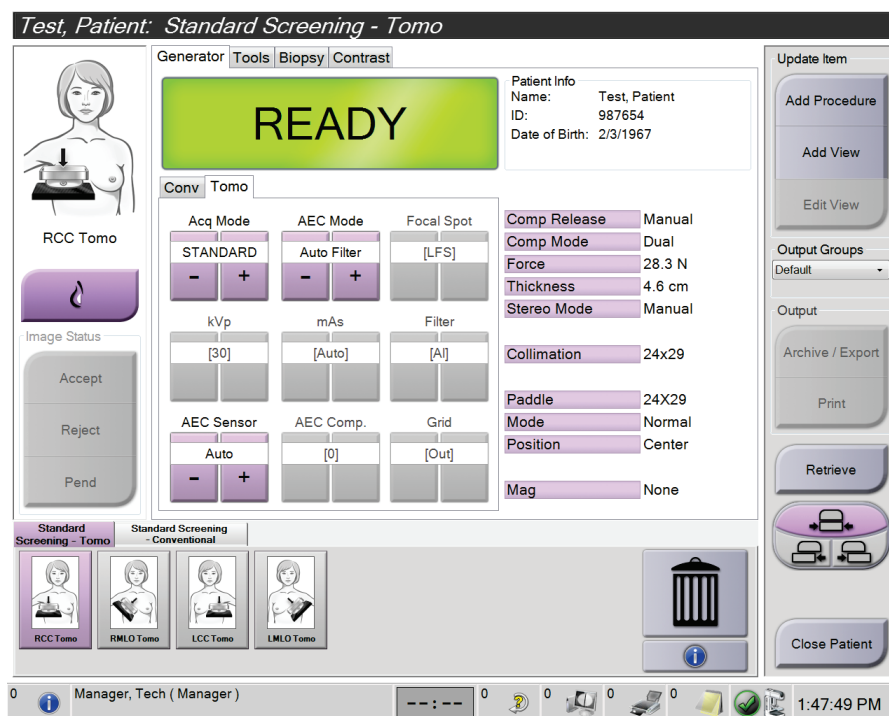 Test, Patient: Standard Screening - Tomo
Generator Tools Biopsy Contrast
READY
Patient Info
Name: Test, Patient
ID: 987654
Date of Birth: 2/3/1967
RCC Tomo
Image Status
Accept
Reject
Pend
Conv Tomo
Acq Mode AEC Mode Focal Spot
STANDARD Auto Filter [LFS]
- + - +
kVp mAs Filter
[30] [Auto] [Al]
AEC Sensor AEC Comp. Grid
Auto [0] [Out]
- +
Comp Release Manual
Comp Mode Dual
Force 28.3 N
Thickness 4.6 cm
Stereo Mode Manual
Collimation 24x29
Paddle 24X29
Mode Normal
Position Center
Mag None
Update Item
Add Procedure
Add View
Edit View
Output Groups
Default
Output
Archive / Export
Print
Retrieve
Close Patient
Standard
Screening - Tomo
Standard Screening
- Conventional
RCC Tomo RMLO Tomo LCC Tomo LMLO Tomo
0 Manager, Tech ( Manager ) --:-- 0 0 0 0 1:47:49 PM